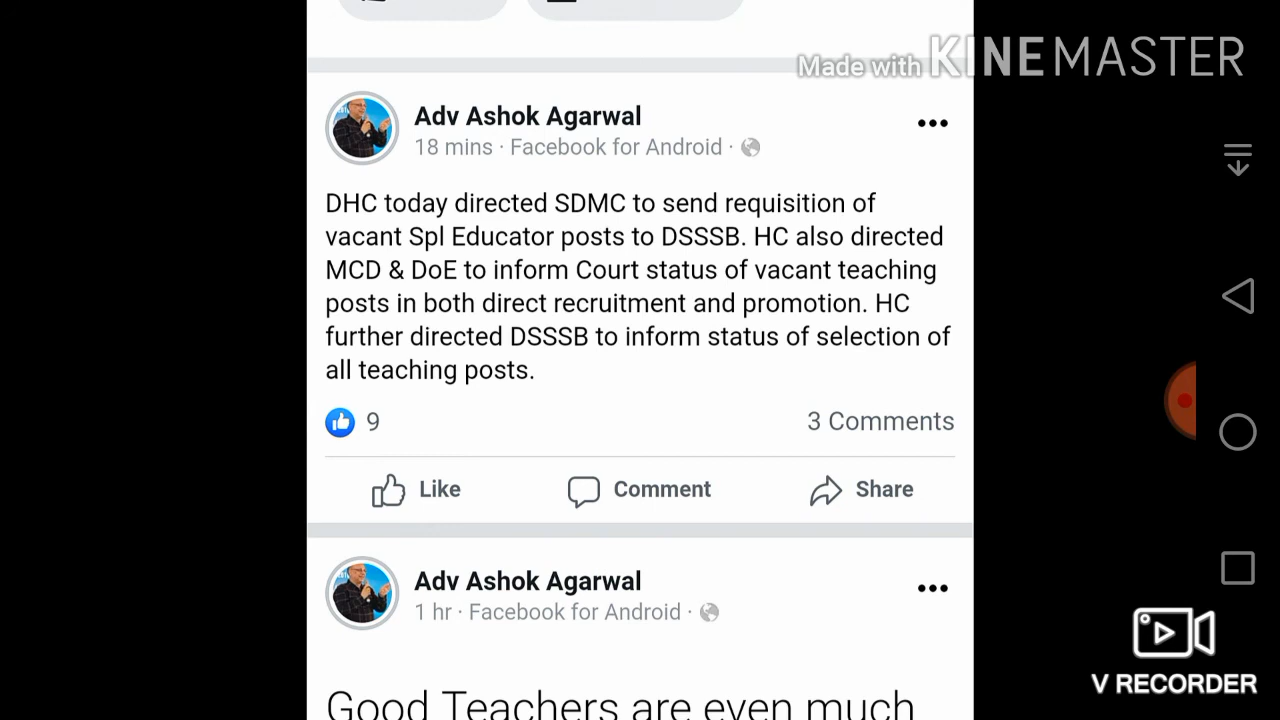 Made with KINEMASTER
Adv Ashok Agarwal
18 mins · Facebook for Android ·
DHC today directed SDMC to send requisition of
vacant Spl Educator posts to DSSSB. HC also directed
MCD & DoE to inform Court status of vacant teaching
posts in both direct recruitment and promotion. HC
further directed DSSSB to inform status of selection of
all teaching posts.
9 3 Comments
Like Comment Share
Adv Ashok Agarwal
1 hr · Facebook for Android ·
Good Teachers are even much
V RECORDER